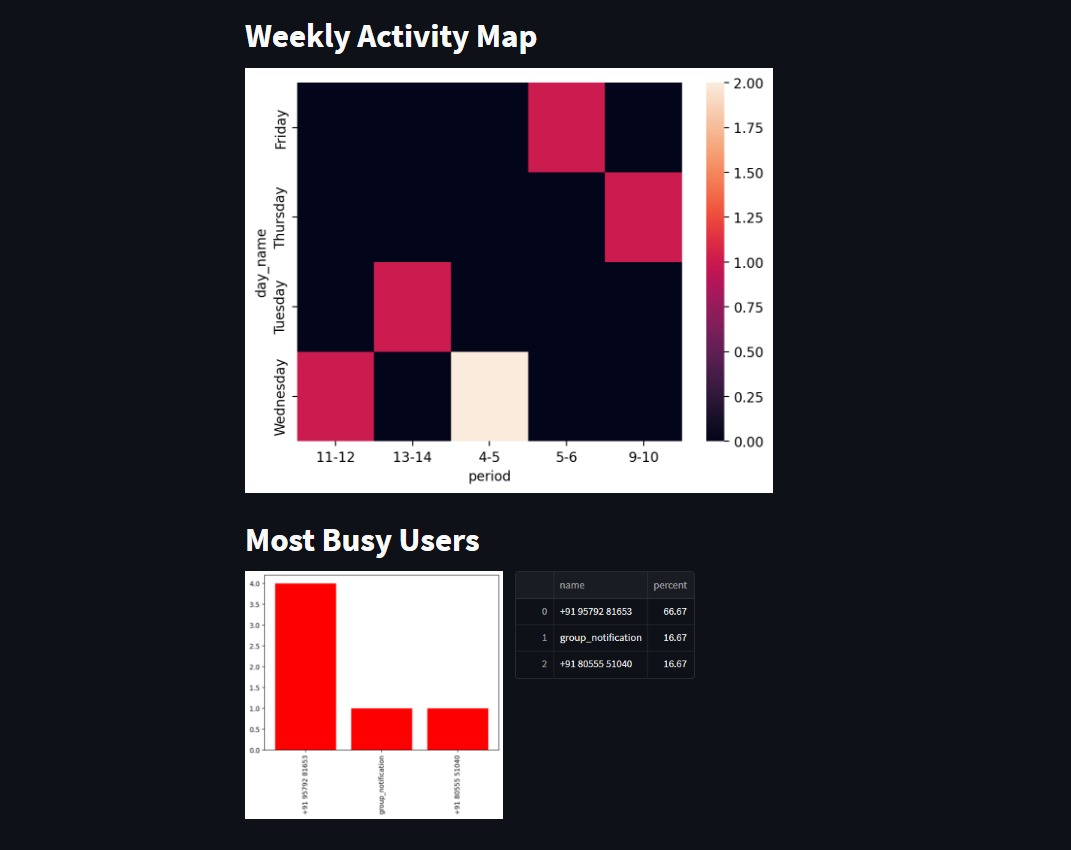 Weekly Activity Map
day_name
Friday
Thursday
Tuesday
Wednesday
11-12 13-14 4-5 5-6 9-10
period
2.00
1.75
1.50
1.25
1.00
0.75
0.50
0.25
0.00
Most Busy Users
4.0
3.5
3.0
2.5
2.0
1.5
1.0
0.5
0.0
+91 95792 81653
group_notification
+91 80555 51040
name percent
0 +91 95792 81653 66.67
1 group_notification 16.67
2 +91 80555 51040 16.67